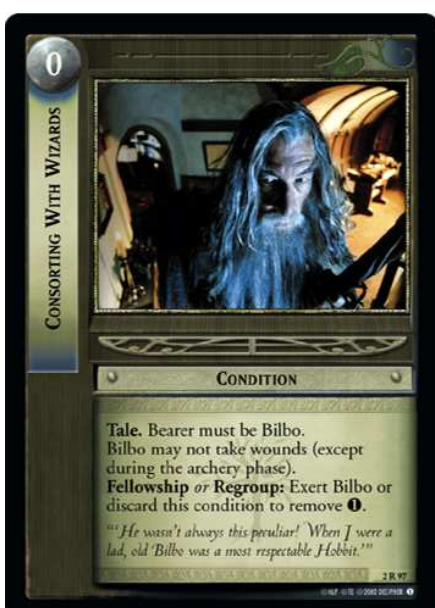 0
CONSORTING WITH WIZARDS
CONDITION
Tale. Bearer must be Bilbo.
Bilbo may not take wounds (except
during the archery phase).
Fellowship or Regroup: Exert Bilbo or
discard this condition to remove ❶.
"'He wasn't always this peculiar! When I were a
lad, old Bilbo was a most respectable Hobbit.'"
2 R 97